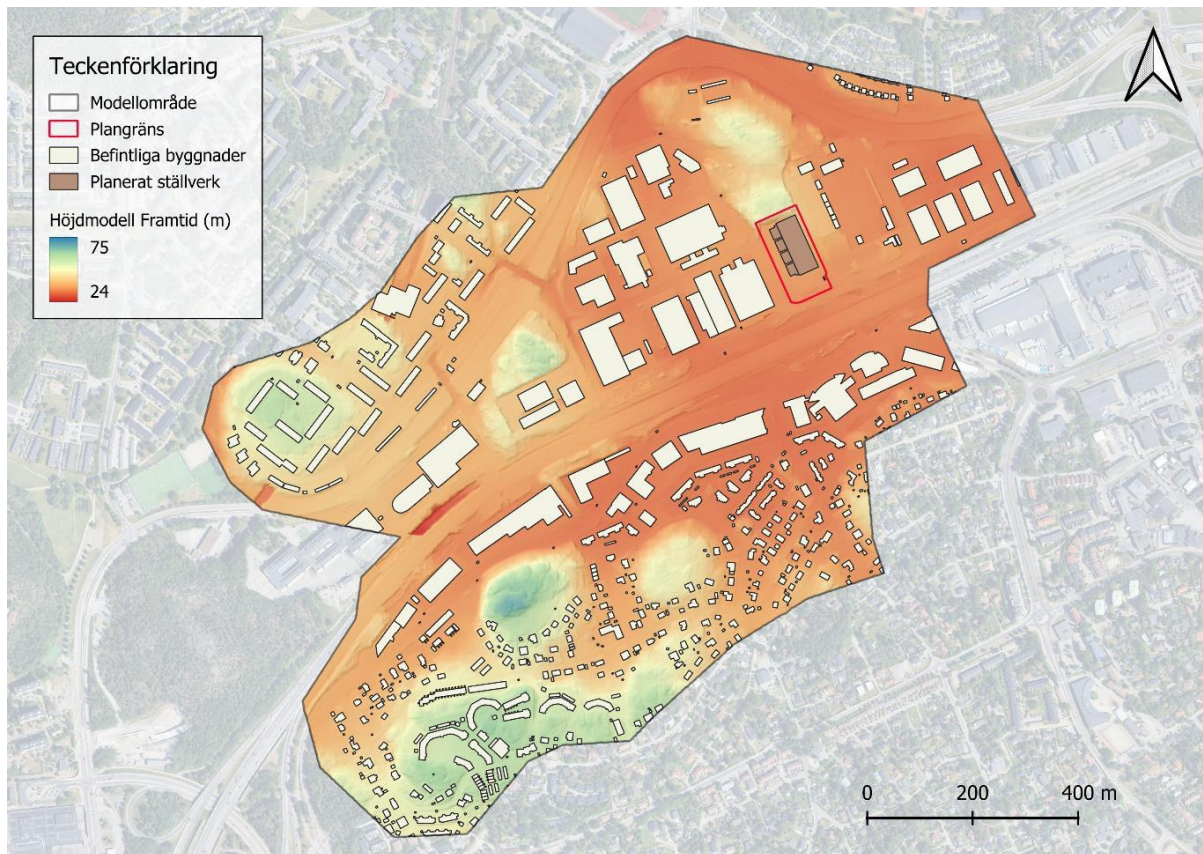 Teckenförklaring
Modellområde
Plangräns
Befintliga byggnader
Planerat ställverk
Höjdmodell Framtid (m)
75
24
0 200 400 m